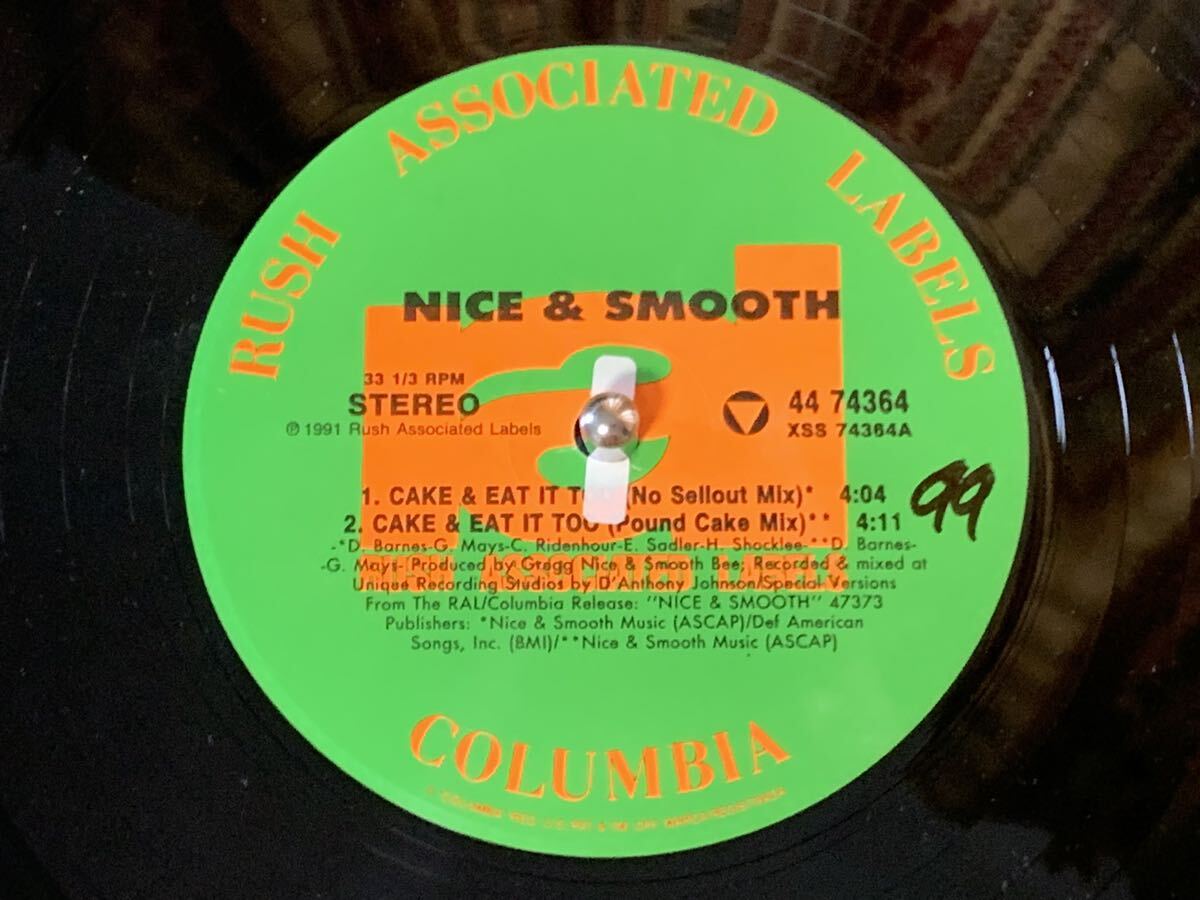 RUSH ASSOCIATED LABELS
NICE & SMOOTH
33 1/3 RPM
STEREO
℗ 1991 Rush Associated Labels
44 74364
XSS 74364A
1. CAKE & EAT IT TOO (No Sellout Mix)* 4:04
2. CAKE & EAT IT TOO (Pound Cake Mix)** 4:11
99
-*D. Barnes-G. Mays-C. Ridenhour-E. Sadler-H. Shocklee-**D. Barnes-
-G. Mays- Produced by Gregg Nice & Smooth Bee; Recorded & mixed at
Unique Recording Studios by D'Anthony Johnson/Special Versions
From The RAL/Columbia Release: "NICE & SMOOTH" 47373
Publishers: *Nice & Smooth Music (ASCAP)/Def American
Songs, Inc. (BMI)/**Nice & Smooth Music (ASCAP)
COLUMBIA